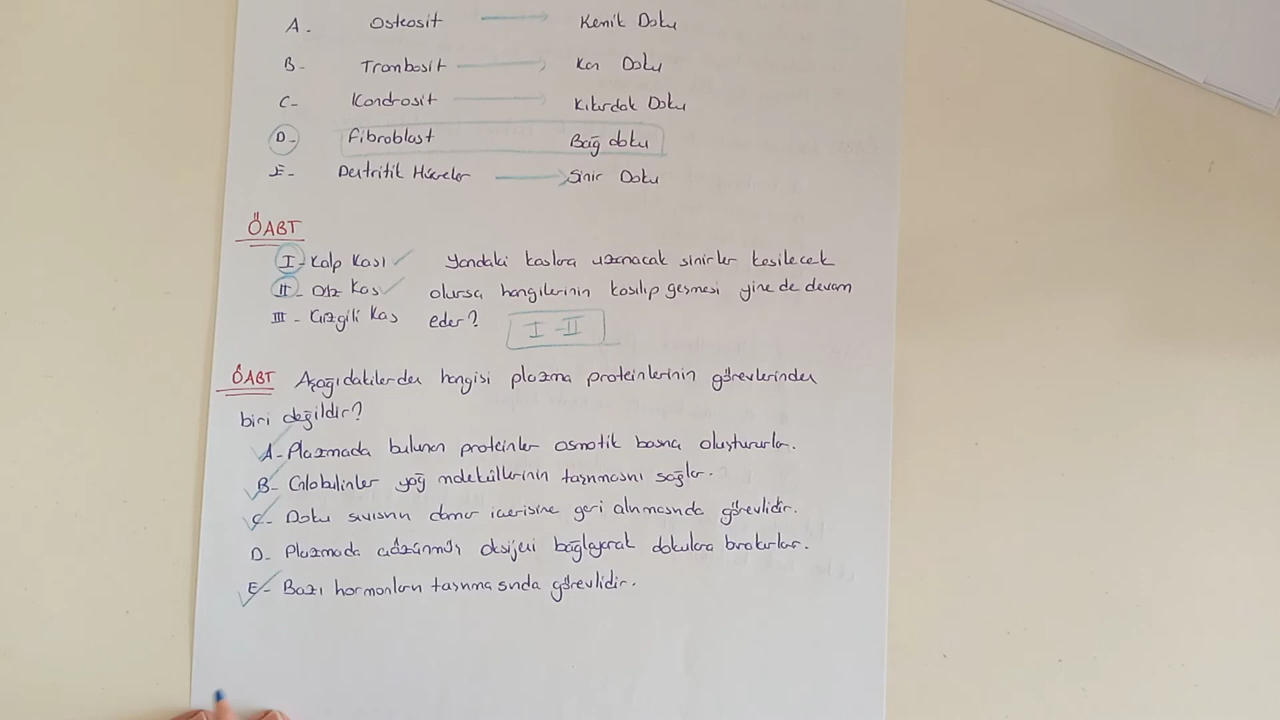 A- Osteosit → Kemik Doku
B- Trombosit → Kan Doku
C- Kondrosit → Kıkırdak Doku
D- Fibroblast Bağ doku
E- Dentritik Hücreler → Sinir Doku
ÖABT
I - Kalp Kası ✓ Yandaki kaslara uzanacak sinirler kesilecek
II - Düz Kas ✓ olursa hangilerinin kasılıp gevşmesi yine de devam
III - Çizgili Kas eder? I - II
ÖABT Aşağıdakilerden hangisi plazma proteinlerinin görevlerinden
biri değildir?
A- Plazmada bulunan proteinler osmotik basınç oluştururlar.
B- Globulinler yağ moleküllerinin taşınmasını sağlar.
C- Doku sıvısının damar içerisine geri alınmasında görevlidir.
D- Plazmada çözünmüş oksijeni bağlayarak dokulara bırakırlar.
E- Bazı hormonların taşınmasında görevlidir.